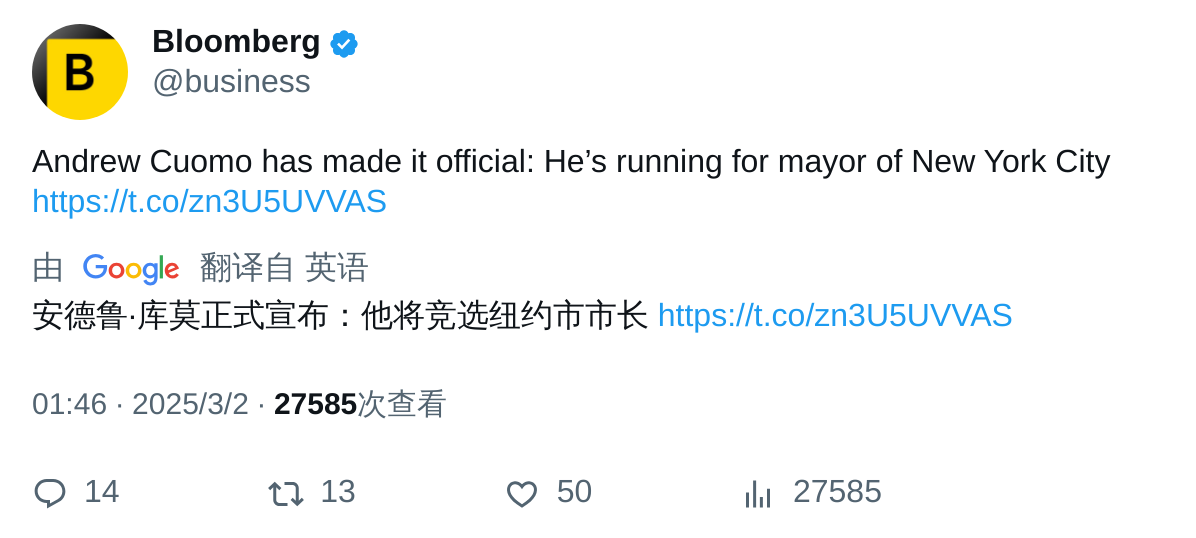 B
Bloomberg
@business
Andrew Cuomo has made it official: He’s running for mayor of New York City
https://t.co/zn3U5UVVAS
由 Google 翻译自 英语
安德鲁·库莫正式宣布：他将竞选纽约市市长 https://t.co/zn3U5UVVAS
01:46 · 2025/3/2 · 27585次查看
14 13 50 27585